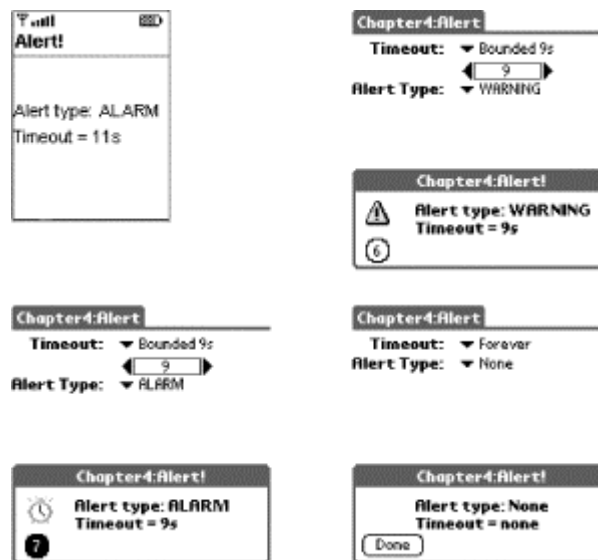 Alert!
Alert type: ALARM
Timeout = 11s
Chapter4:Alert
Timeout: Bounded 9s
9
Alert Type: WARNING
Chapter4:Alert!
Alert type: WARNING
Timeout = 9s
6
Chapter4:Alert
Timeout: Bounded 9s
9
Alert Type: ALARM
Chapter4:Alert
Timeout: Forever
Alert Type: None
Chapter4:Alert!
Alert type: ALARM
Timeout = 9s
7
Chapter4:Alert!
Alert type: None
Timeout = none
Done